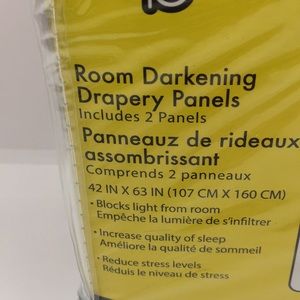 Room Darkening
Drapery Panels
Includes 2 Panels
Panneaux de rideaux
assombrissant
Comprends 2 panneaux
42 IN X 63 IN (107 CM X 160 CM)
• Blocks light from room
Empêche la lumière de s'infiltrer
• Increase quality of sleep
Améliore la qualité de sommeil
• Reduce stress levels
Réduis le niveau de stress